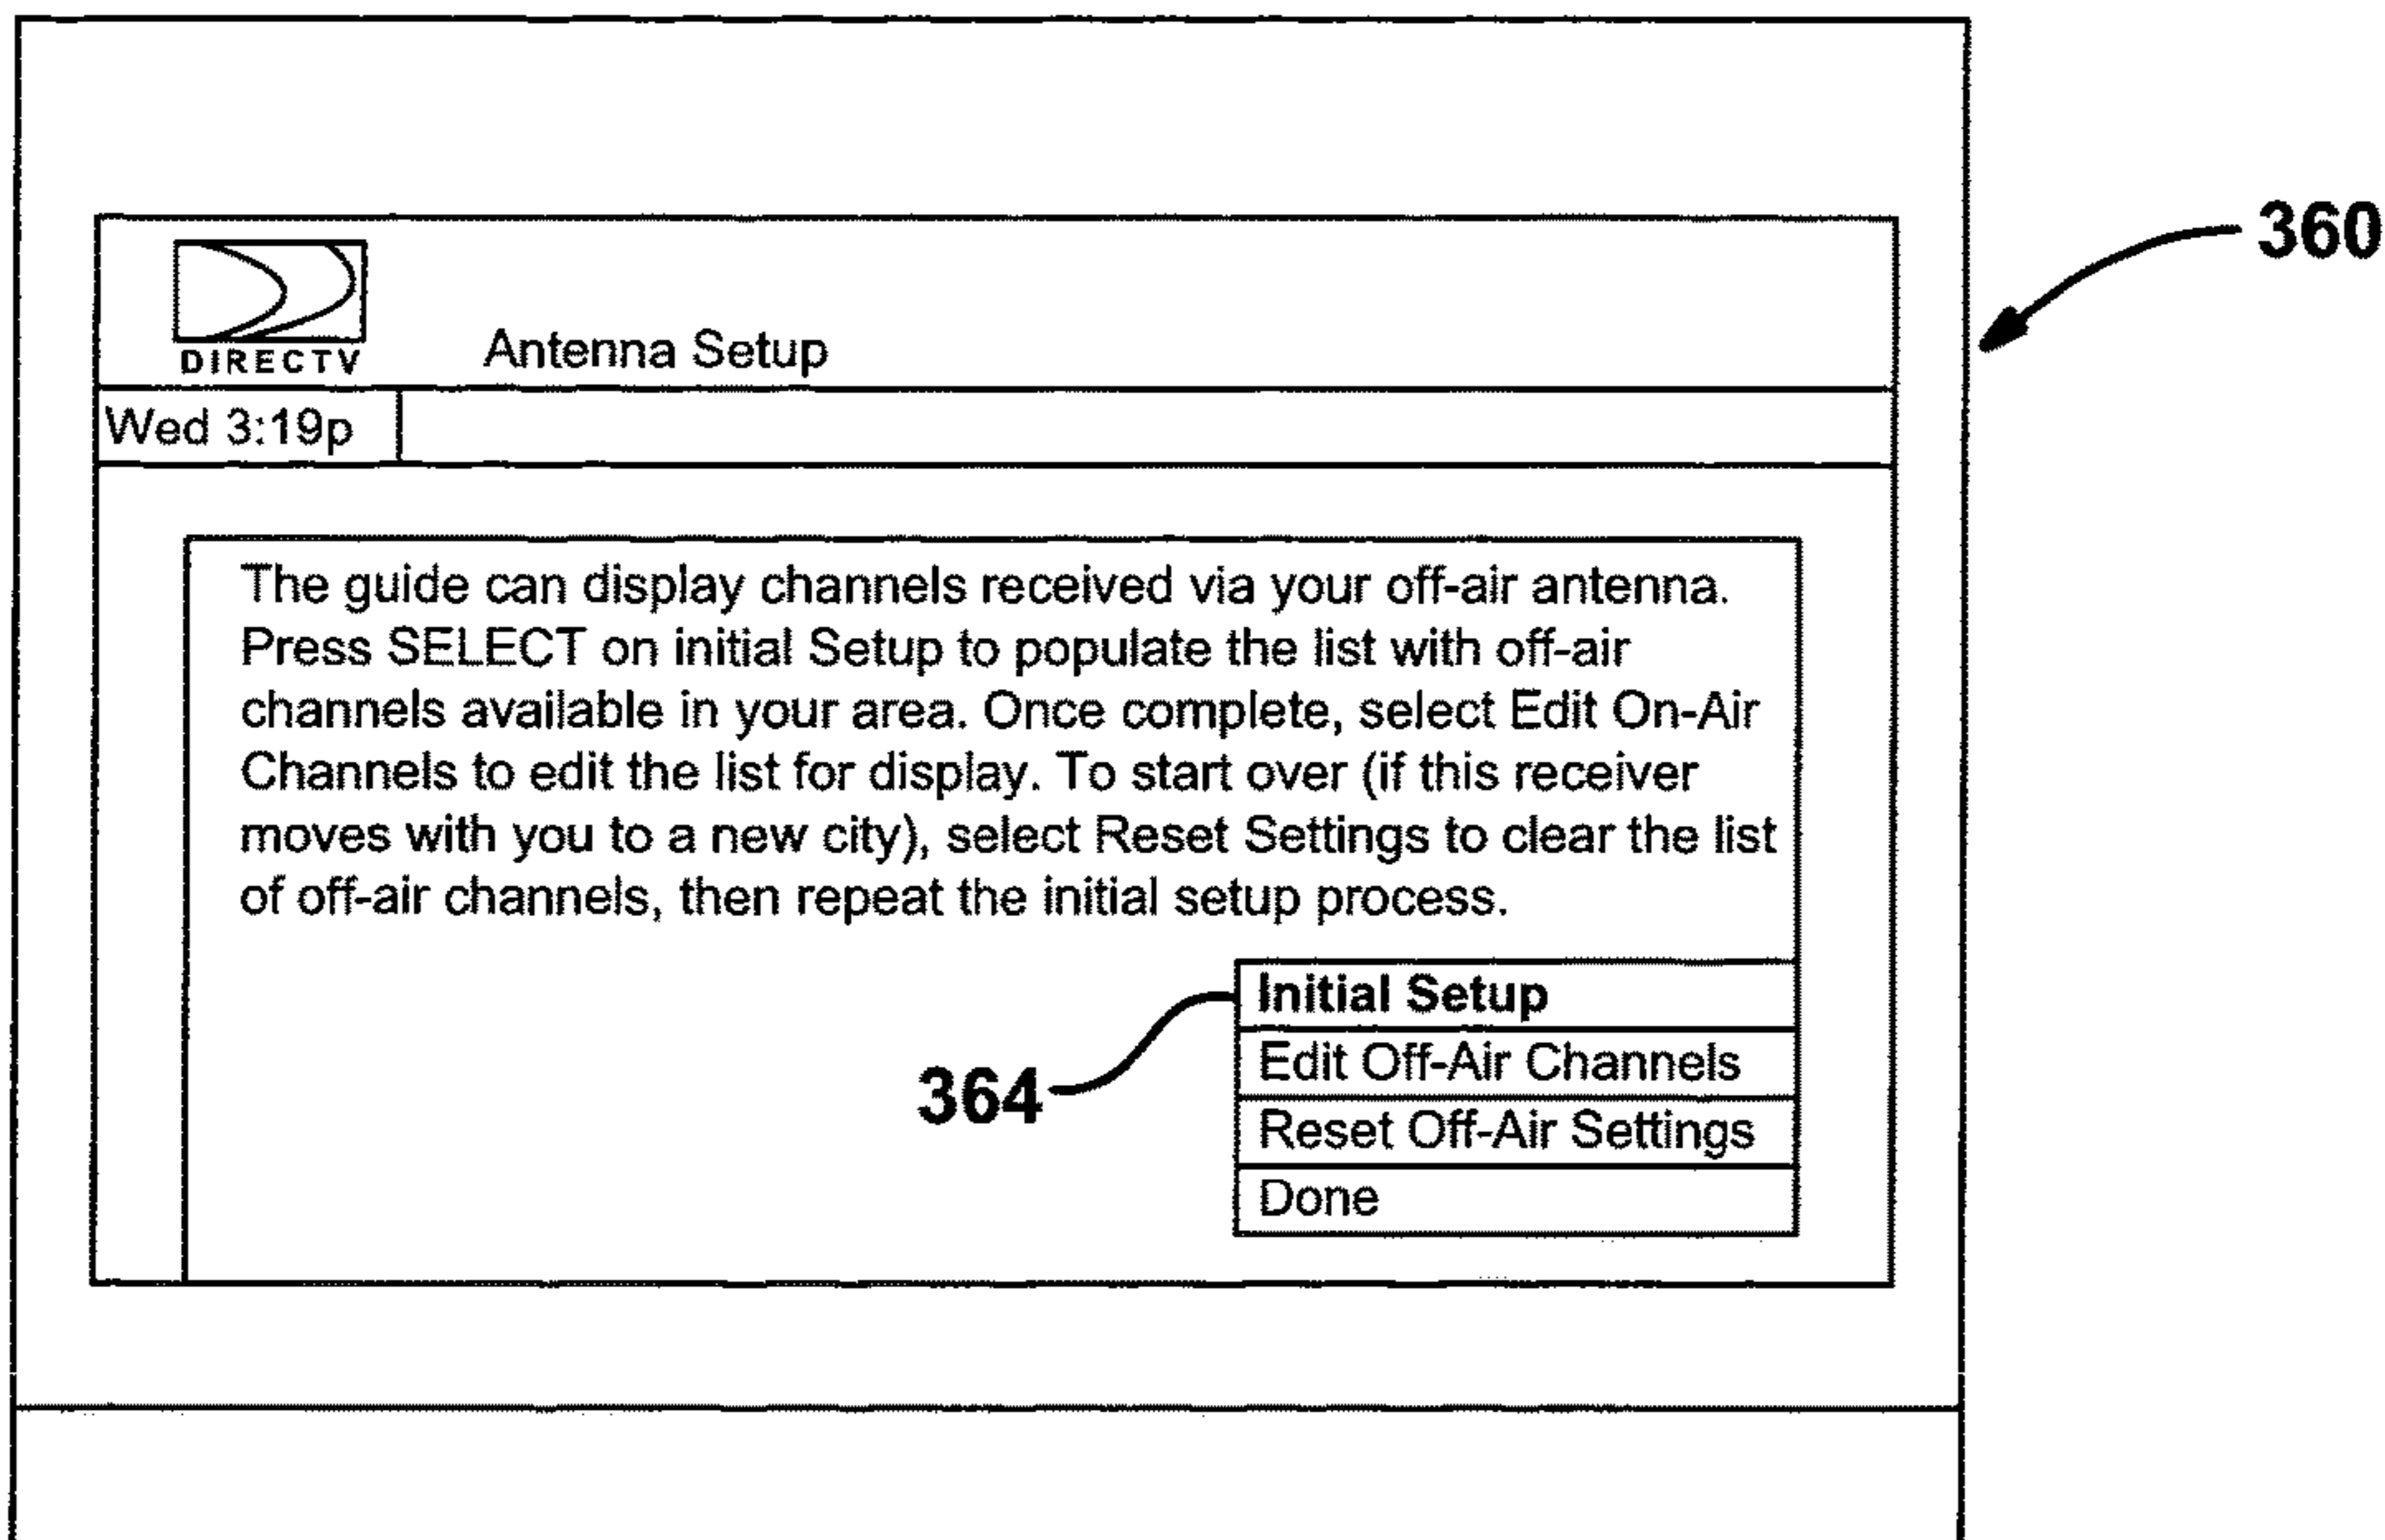 360
DIRECTV
Antenna Setup
Wed 3:19p
The guide can display channels received via your off-air antenna.
Press SELECT on initial Setup to populate the list with off-air
channels available in your area. Once complete, select Edit On-Air
Channels to edit the list for display. To start over (if this receiver
moves with you to a new city), select Reset Settings to clear the list
of off-air channels, then repeat the initial setup process.
Initial Setup
Edit Off-Air Channels
364
Reset Off-Air Settings
Done